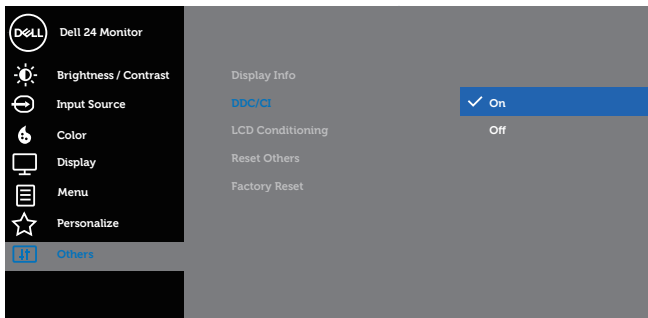 DELL
Dell 24 Monitor
Brightness / Contrast
Input Source
Color
Display
Menu
Personalize
Others
Display Info
DDC/CI
LCD Conditioning
Reset Others
Factory Reset
On
Off